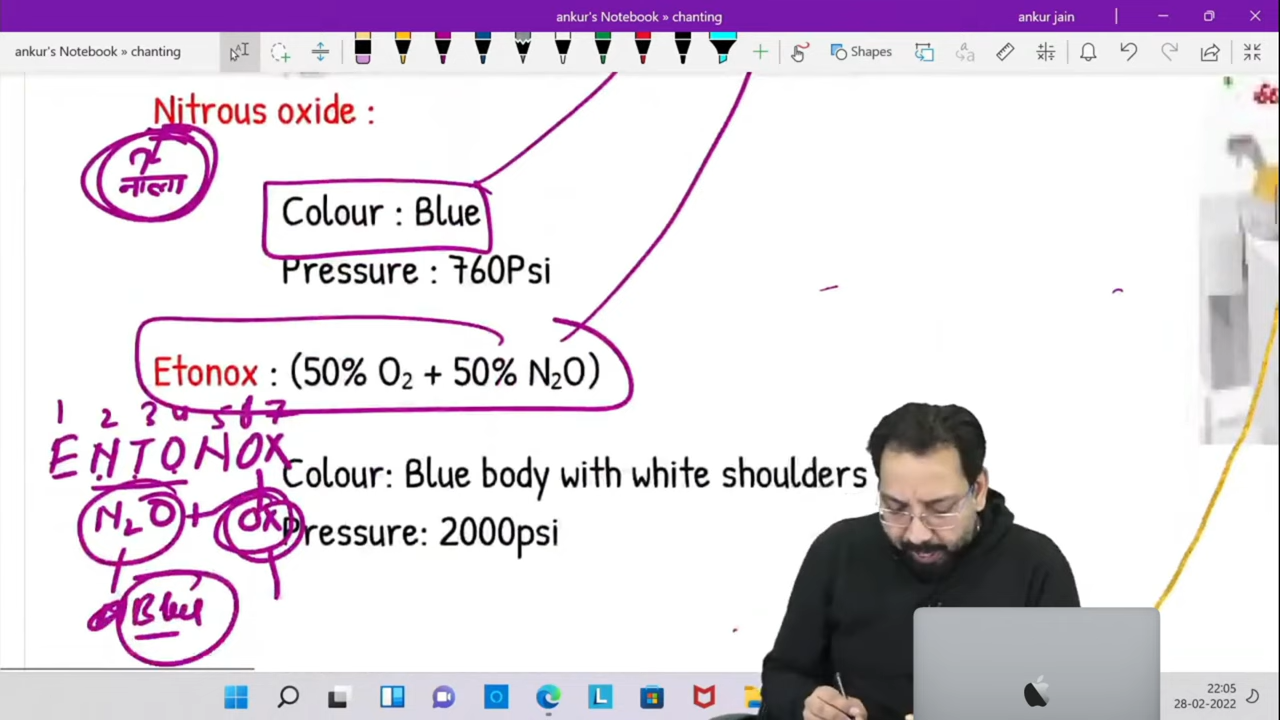 ankur's Notebook » chanting
ankur jain
ankur's Notebook » chanting
Shapes
Nitrous oxide :
नाला
Colour : Blue
Pressure : 760Psi
Etonox : (50% O₂ + 50% N₂O)
1 2 3 4 5 6 7
ENTONOX
Colour: Blue body with white shoulders
N₂O + OX
Pressure: 2000psi
Blue
22:05
28-02-2022